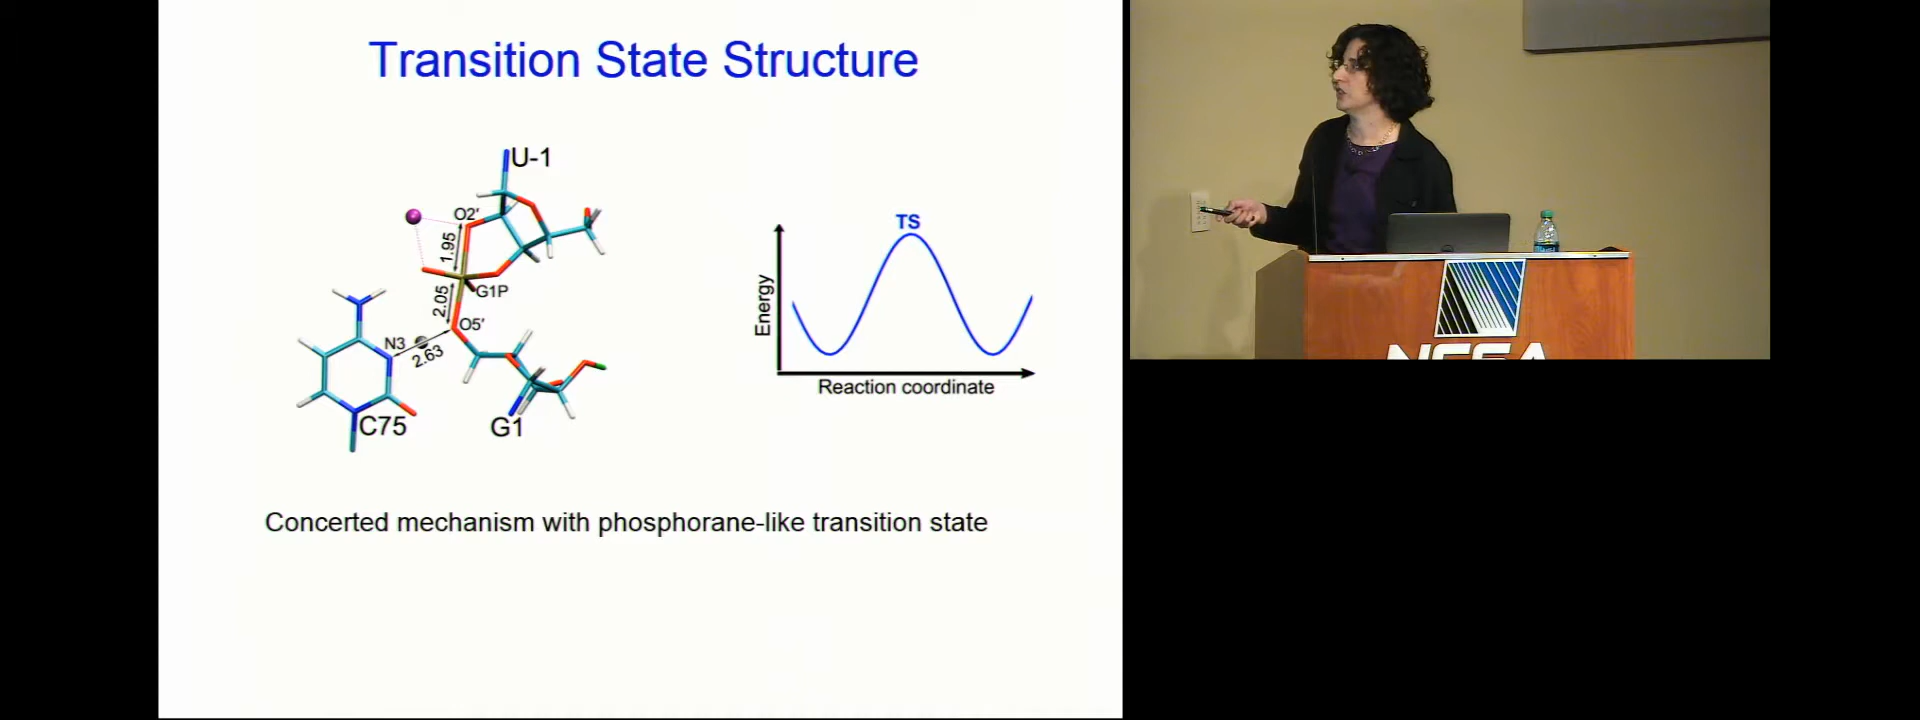 Transition State Structure
U-1
O2'
1.95
G1P
2.05
O5'
N3
2.63
C75
G1
TS
Energy
Reaction coordinate
Concerted mechanism with phosphorane-like transition state
NCSA